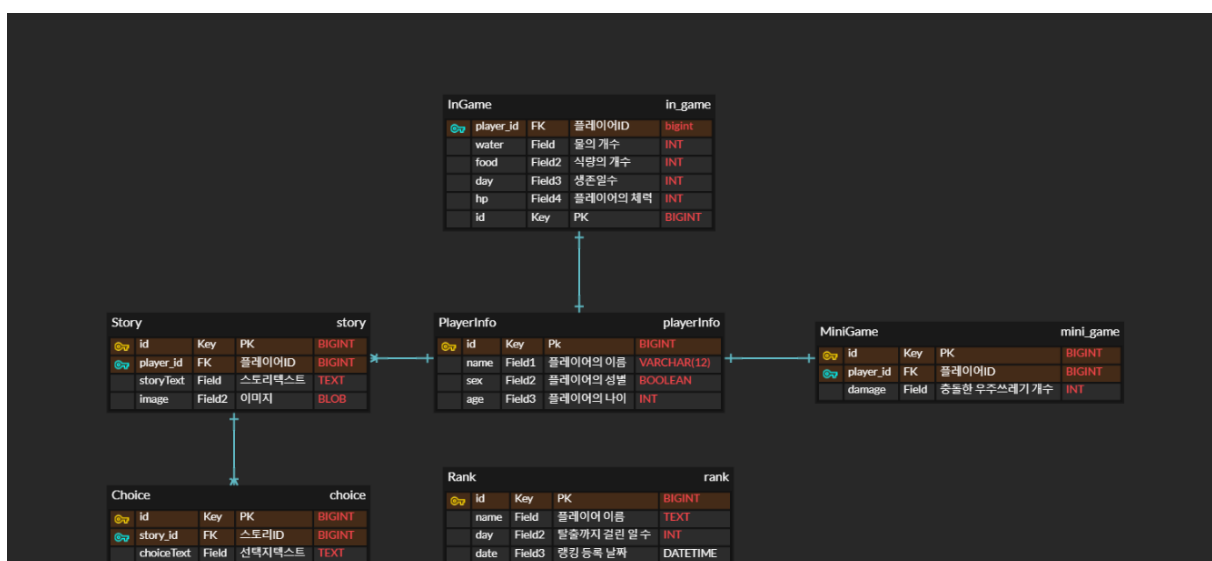 InGame in_game
player_id FK 플레이어ID bigint
water Field 물의 개수 INT
food Field2 식량의 개수 INT
day Field3 생존일수 INT
hp Field4 플레이어의 체력 INT
id Key PK BIGINT
Story story
id Key PK BIGINT
player_id FK 플레이어ID BIGINT
storyText Field 스토리텍스트 TEXT
image Field2 이미지 BLOB
PlayerInfo playerInfo
id Key Pk BIGINT
name Field1 플레이어의 이름 VARCHAR(12)
sex Field2 플레이어의 성별 BOOLEAN
age Field3 플레이어의 나이 INT
MiniGame mini_game
id Key PK BIGINT
player_id FK 플레이어ID BIGINT
damage Field 충돌한 우주쓰레기 개수 INT
Choice choice
id Key PK BIGINT
story_id FK 스토리ID BIGINT
choiceText Field 선택지텍스트 TEXT
Rank rank
id Key PK BIGINT
name Field 플레이어 이름 TEXT
day Field2 탈출까지 걸린 일 수 INT
date Field3 랭킹 등록 날짜 DATETIME